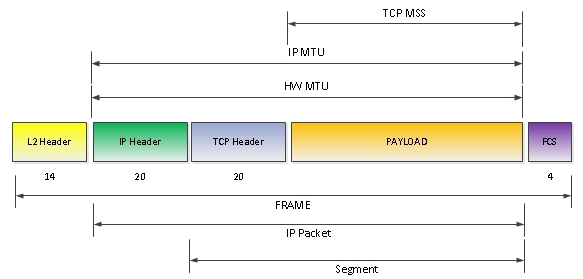 TCP MSS
IP MTU
HW MTU
L2 Header IP Header TCP Header PAYLOAD FCS
14 20 20 4
FRAME
IP Packet
Segment